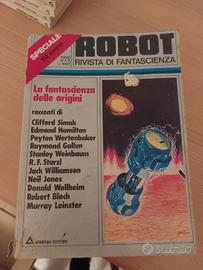 SPECIALE
ROBOT
RIVISTA DI FANTASCIENZA
La fantascienza
delle origini
racconti di
Clifford Simak
Edmond Hamilton
Peyton Wertenbaker
Raymond Gallun
Stanley Weinbaum
R. F. Starzl
Jack Williamson
Neil Jones
Donald Wollheim
Robert Bloch
Murray Leinster
ARMENIA EDITORE
subito